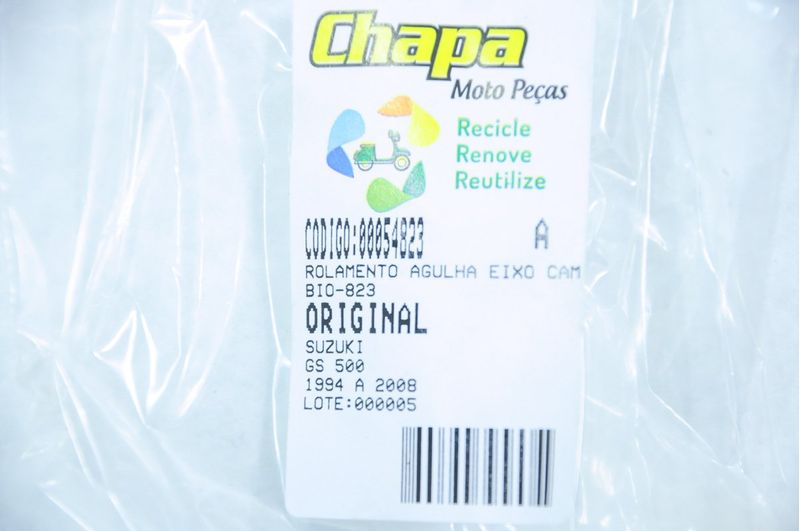 Chapa
Moto Peças
Recicle
Renove
Reutilize
CODIGO:00054823 A
ROLAMENTO AGULHA EIXO CAM
BIO-823
ORIGINAL
SUZUKI
GS 500
1994 A 2008
LOTE:000005